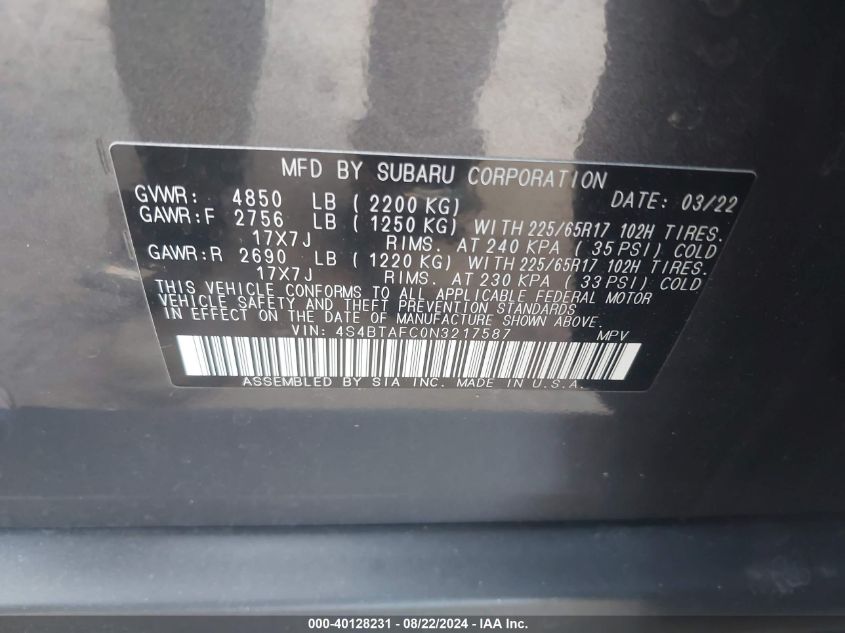 MFD BY SUBARU CORPORATION DATE: 03/22
GVWR: 4850 LB ( 2200 KG)
GAWR:F 2756 LB ( 1250 KG) WITH 225/65R17 102H TIRES.
17X7J RIMS. AT 240 KPA ( 35 PSI) COLD
GAWR:R 2690 LB ( 1220 KG) WITH 225/65R17 102H TIRES.
17X7J RIMS. AT 230 KPA ( 33 PSI) COLD
THIS VEHICLE CONFORMS TO ALL APPLICABLE FEDERAL MOTOR
VEHICLE SAFETY AND THEFT PREVENTION STANDARDS
IN EFFECT ON THE DATE OF MANUFACTURE SHOWN ABOVE.
VIN: 4S4BTAFC0N3217587 MPV
ASSEMBLED BY SIA INC. MADE IN U.S.A.
000-40128231 - 08/22/2024 - IAA Inc.